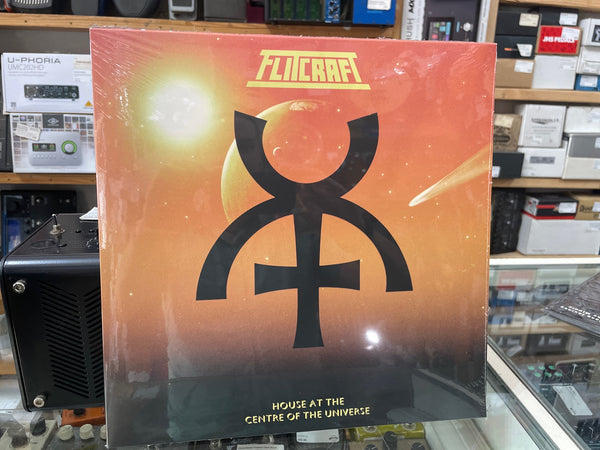 U-PHORIA
UMC202HD
FLITCRAFT
HOUSE AT THE
CENTRE OF THE UNIVERSE